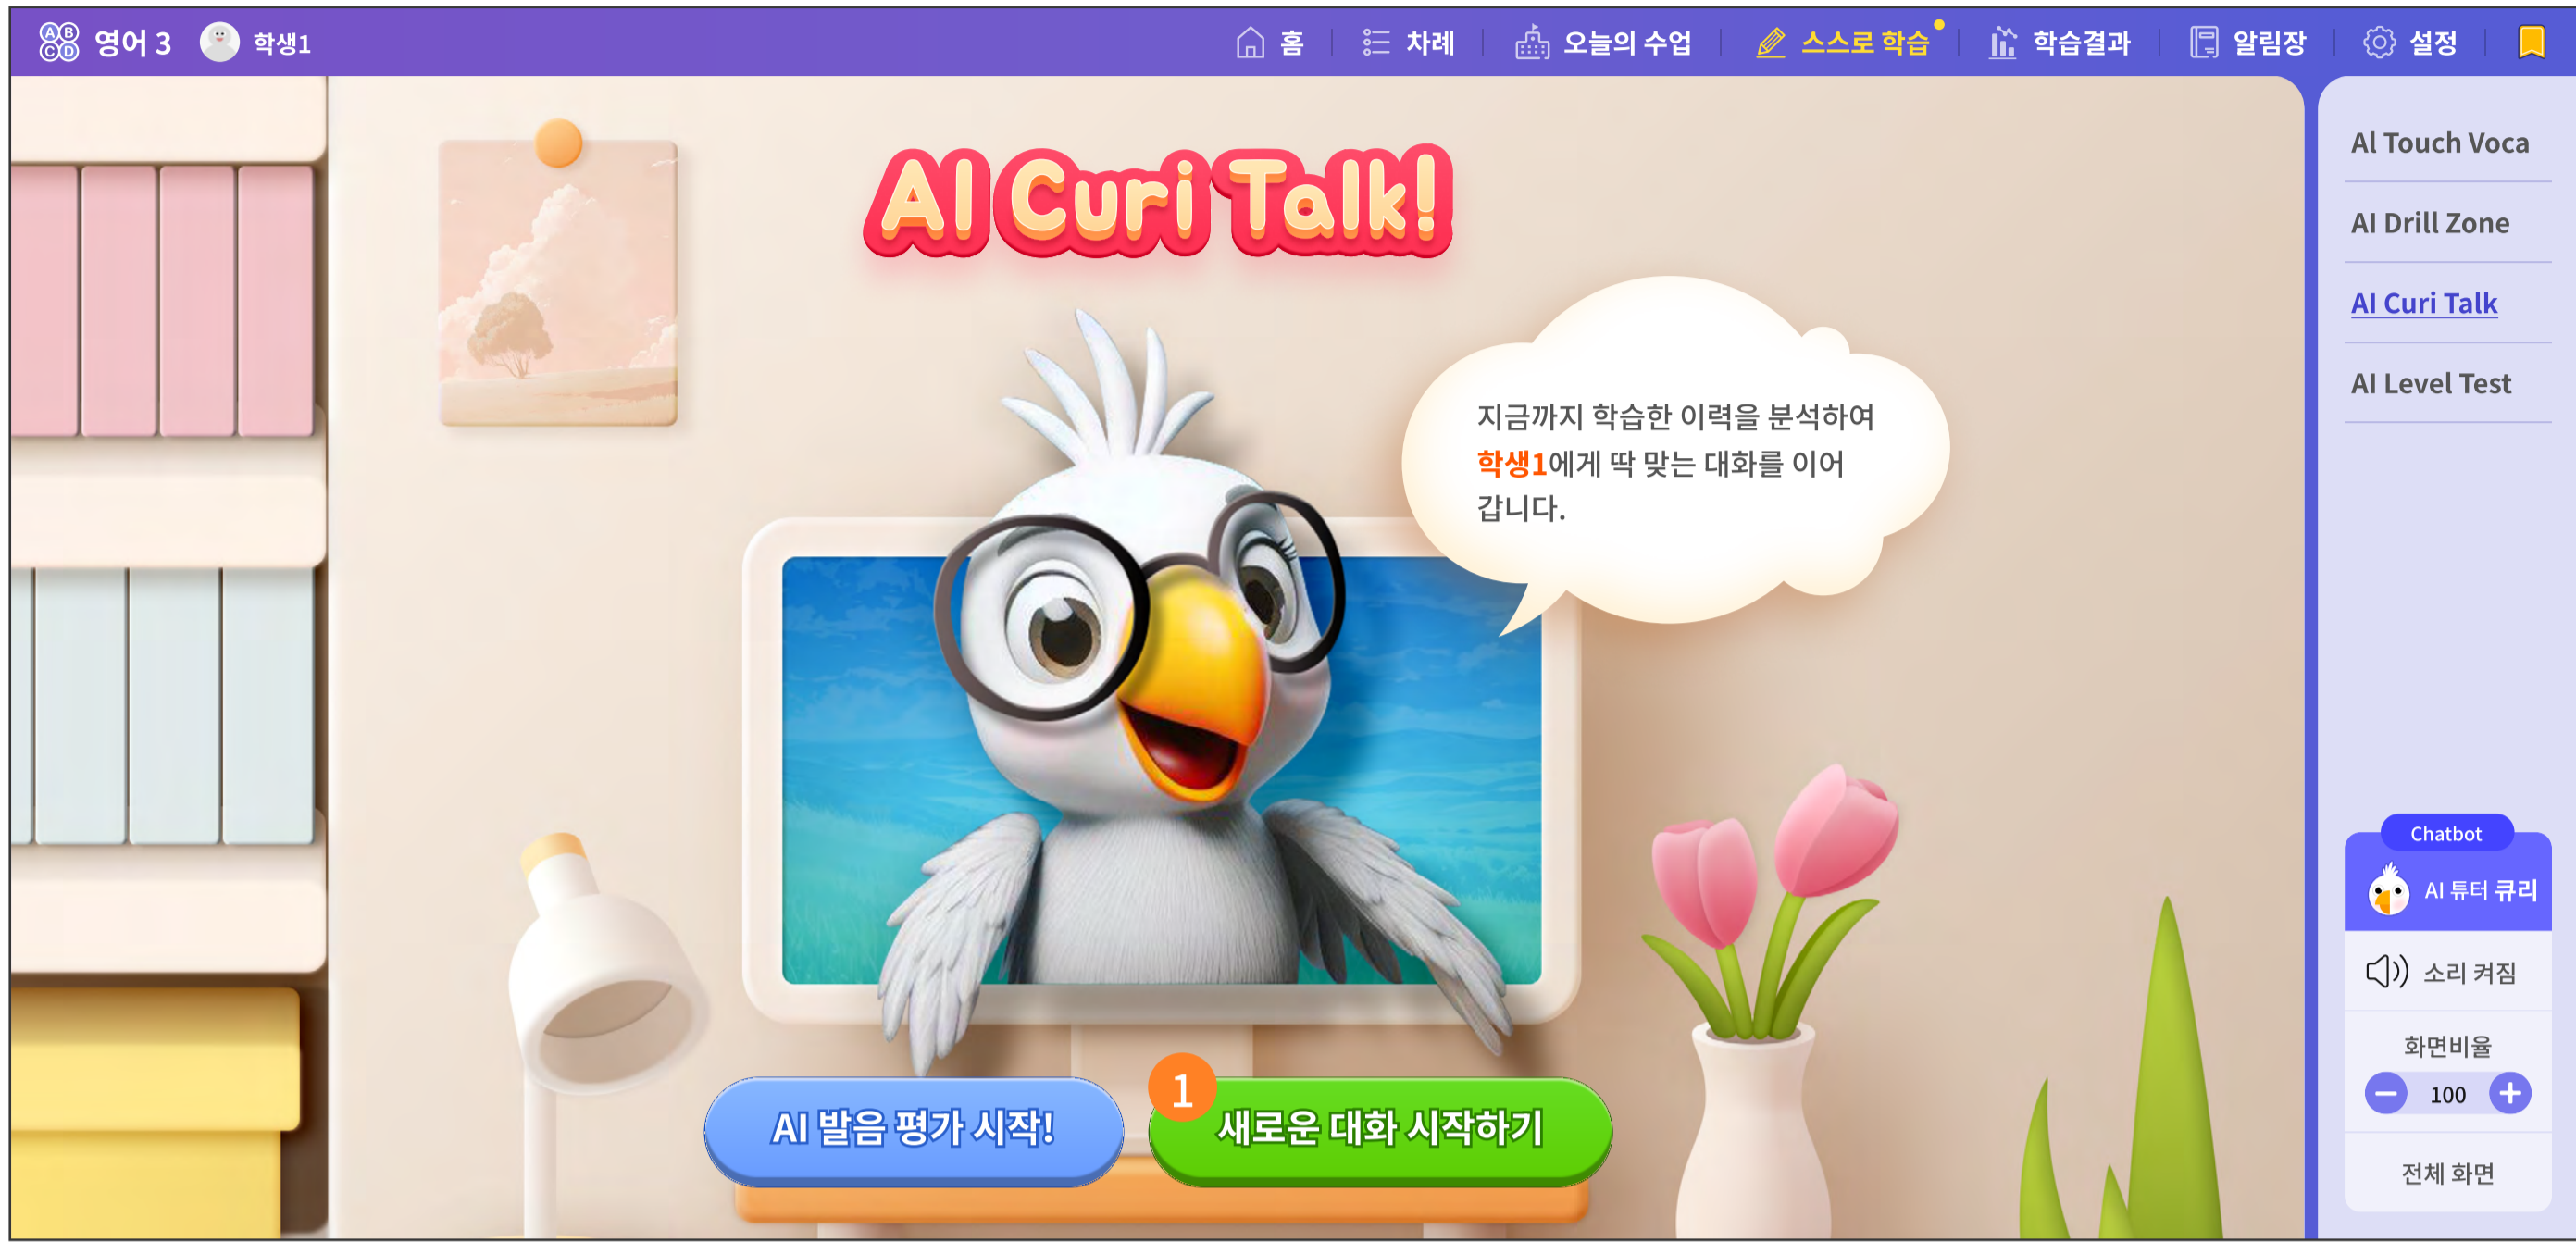 영어 3
학생1
홈
차례
오늘의 수업
스스로 학습
학습결과
알림장
설정
AI Curi Talk!
지금까지 학습한 이력을 분석하여
학생1에게 딱 맞는 대화를 이어
갑니다.
AI 발음 평가 시작!
1
새로운 대화 시작하기
AI Touch Voca
AI Drill Zone
AI Curi Talk
AI Level Test
Chatbot
AI 튜터 큐리
소리 켜짐
화면비율
100
전체 화면